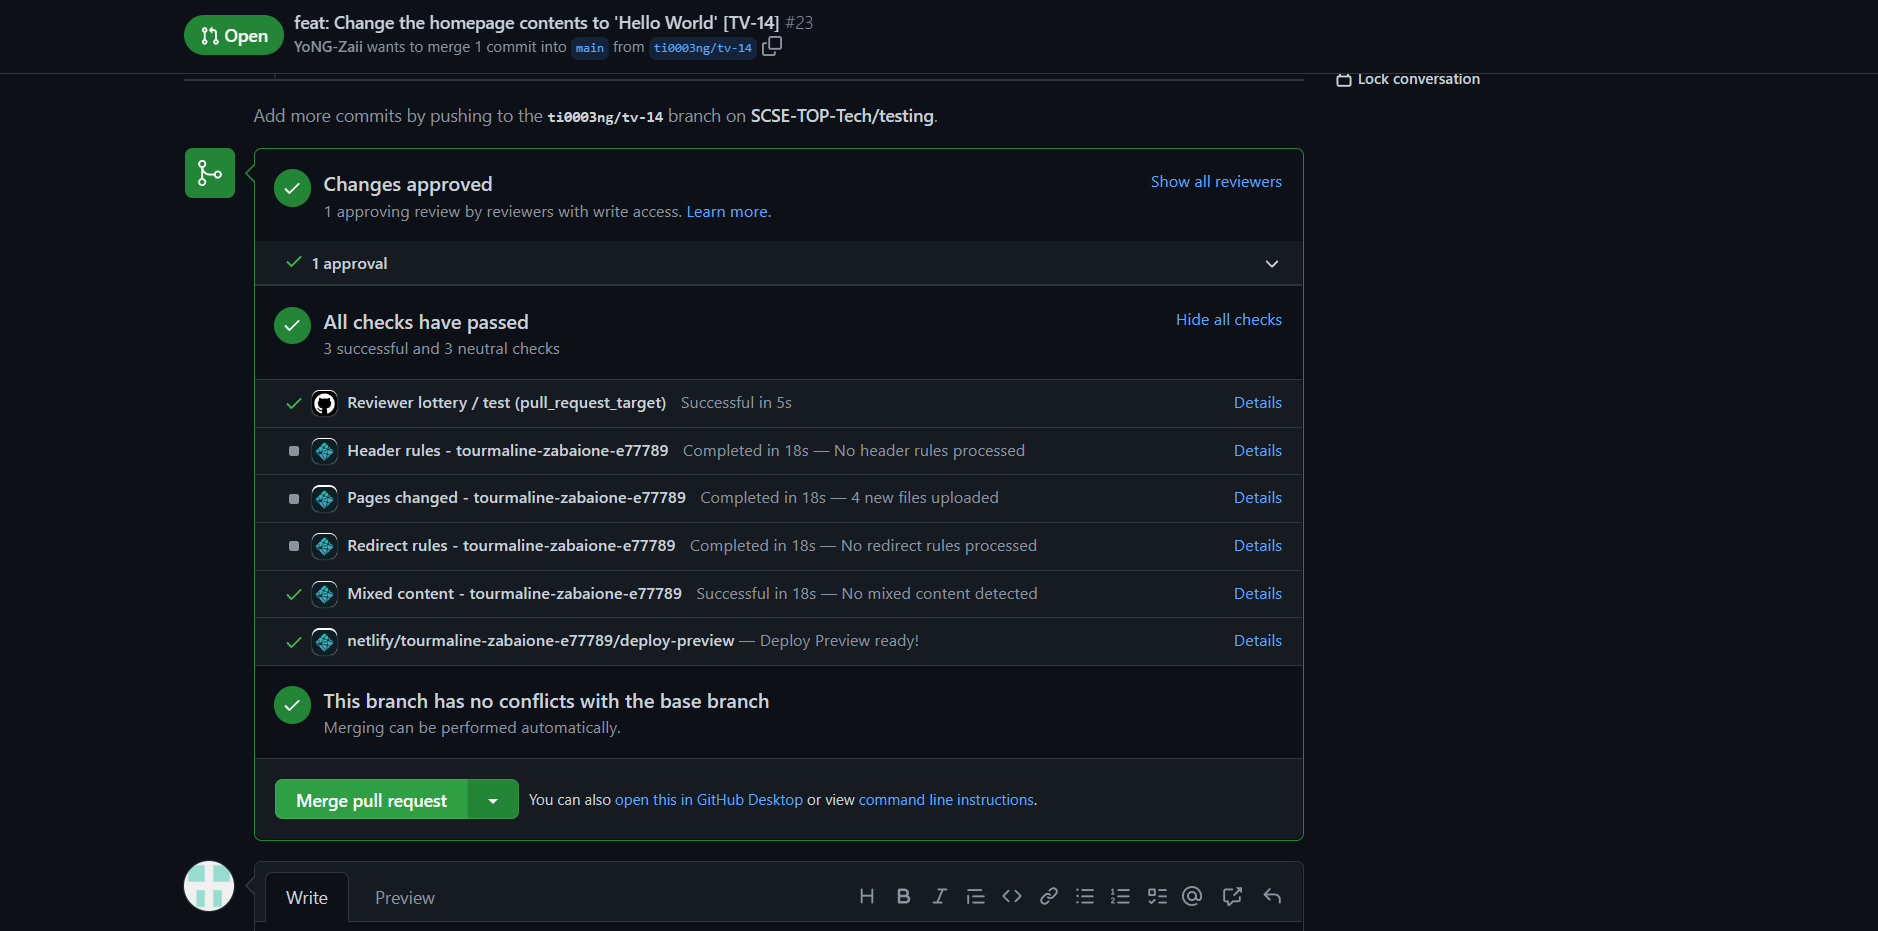 Open
feat: Change the homepage contents to 'Hello World' [TV-14] #23
YoNG-Zaii wants to merge 1 commit into main from ti0003ng/tv-14
Lock conversation
Add more commits by pushing to the ti0003ng/tv-14 branch on SCSE-TOP-Tech/testing.
Changes approved
Show all reviewers
1 approving review by reviewers with write access. Learn more.
1 approval
All checks have passed
Hide all checks
3 successful and 3 neutral checks
Reviewer lottery / test (pull_request_target) Successful in 5s Details
Header rules - tourmaline-zabaione-e77789 Completed in 18s — No header rules processed Details
Pages changed - tourmaline-zabaione-e77789 Completed in 18s — 4 new files uploaded Details
Redirect rules - tourmaline-zabaione-e77789 Completed in 18s — No redirect rules processed Details
Mixed content - tourmaline-zabaione-e77789 Successful in 18s — No mixed content detected Details
netlify/tourmaline-zabaione-e77789/deploy-preview — Deploy Preview ready! Details
This branch has no conflicts with the base branch
Merging can be performed automatically.
Merge pull request You can also open this in GitHub Desktop or view command line instructions.
Write Preview